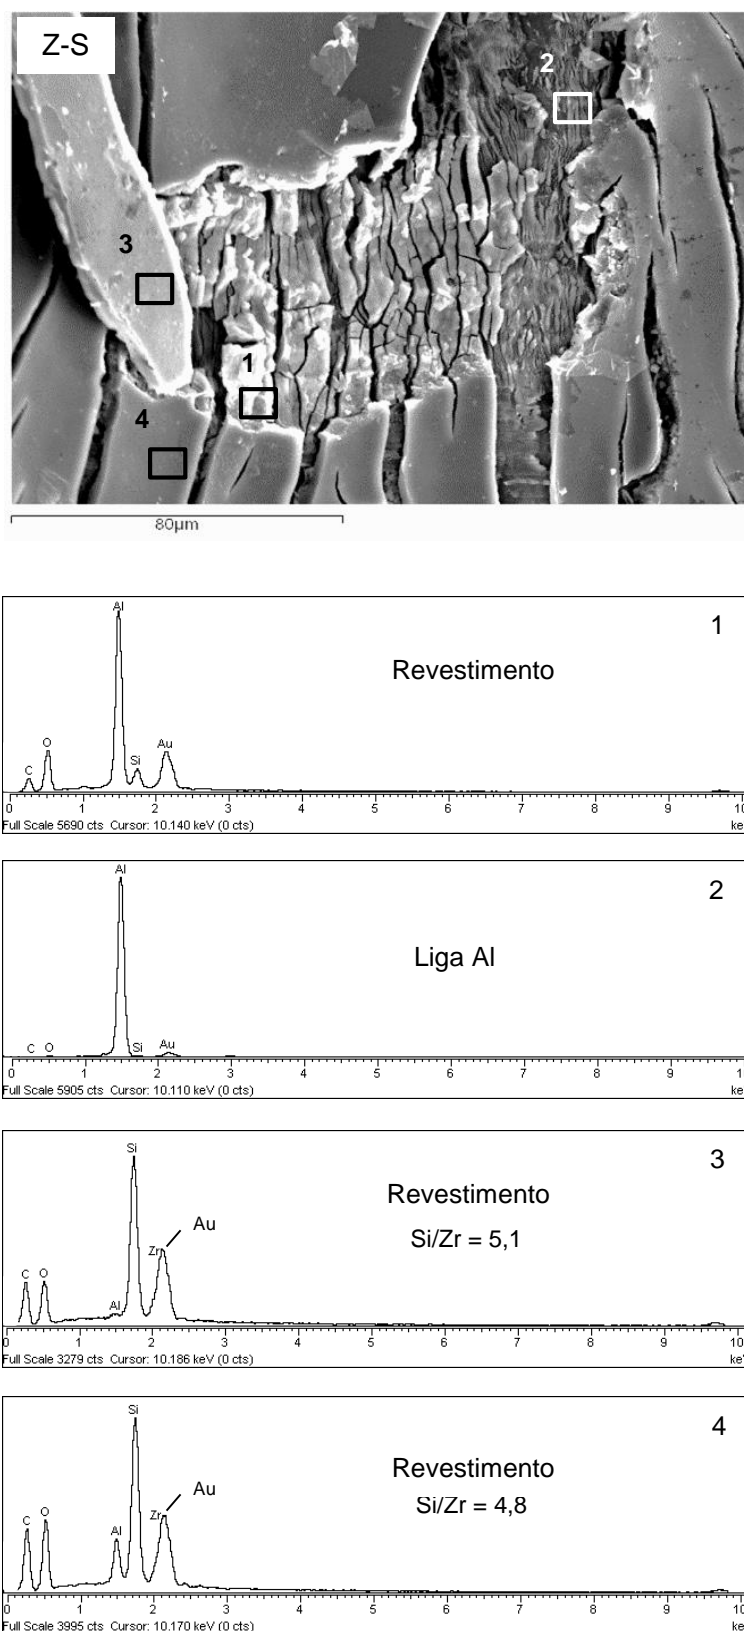 Z-S
2
3
1
4
80µm
1
Revestimento
Al
O
C
Si
Au
0 1 2 3 4 5 6 7 8 9 10
Full Scale 5690 cts Cursor: 10.140 keV (0 cts) ke
2
Liga Al
Al
C O Si Au
0 1 2 3 4 5 6 7 8 9 1
Full Scale 5905 cts Cursor: 10.110 keV (0 cts) ke
3
Revestimento
Si/Zr = 5,1
Si
Au
Zr
C O
Al
0 1 2 3 4 5 6 7 8 9 10
Full Scale 3279 cts Cursor: 10.186 keV (0 cts) keV
4
Revestimento
Si/Zr = 4,8
Si
Au
Zr
C O
Al
0 1 2 3 4 5 6 7 8 9 10
Full Scale 3995 cts Cursor: 10.170 keV (0 cts) ke